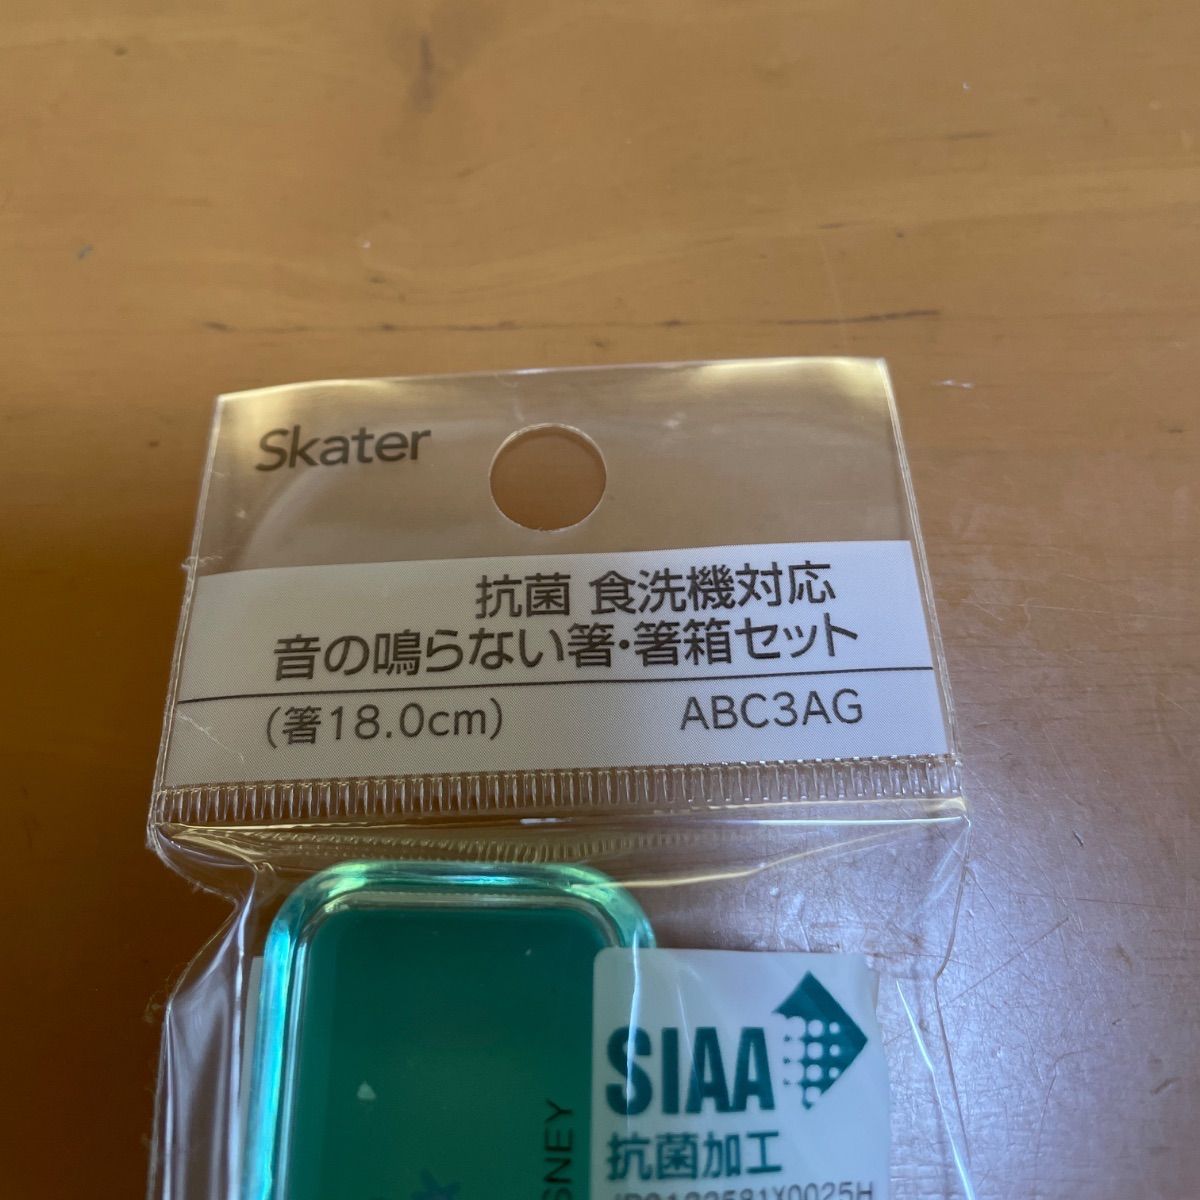 Skater
抗菌 食洗機対応
音の鳴らない箸・箸箱セット
(箸18.0cm) ABC3AG
SIAA
抗菌加工
SNEY